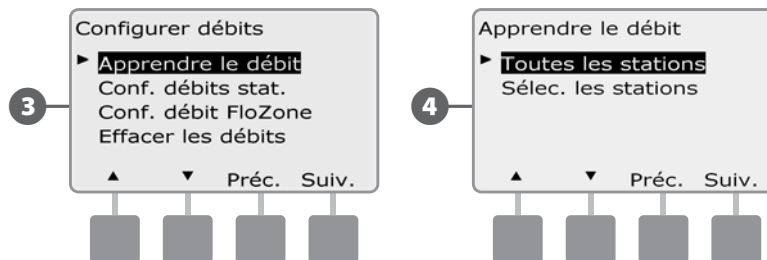 3
Configurer débits
► Apprendre le débit
Conf. débits stat.
Conf. débit FloZone
Effacer les débits
▲ ▼ Préc. Suiv.
4
Apprendre le débit
► Toutes les stations
Sélec. les stations
▲ ▼ Préc. Suiv.